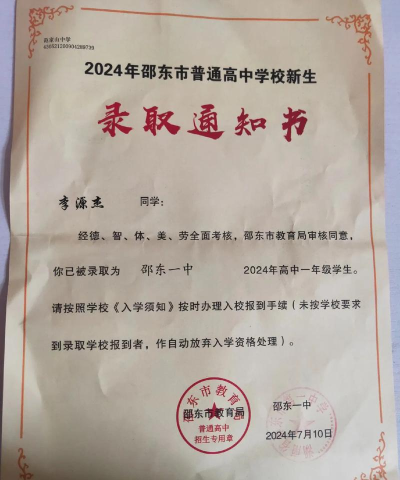 2024年邵东市普通高中学校新生
录取通知书
李源杰 同学：
经德、智、体、美、劳全面考核，邵东市教育局审核同意，
你已被录取为 邵东一中 2024年高中一年级学生。
请按照学校《入学须知》按时办理入校报到手续（未按学校要求
到录取学校报到者，作自动放弃入学资格处理）。
邵东市教育局
邵东市教育局 邵东一中
普通高中
招生专用章
2024年7月10日